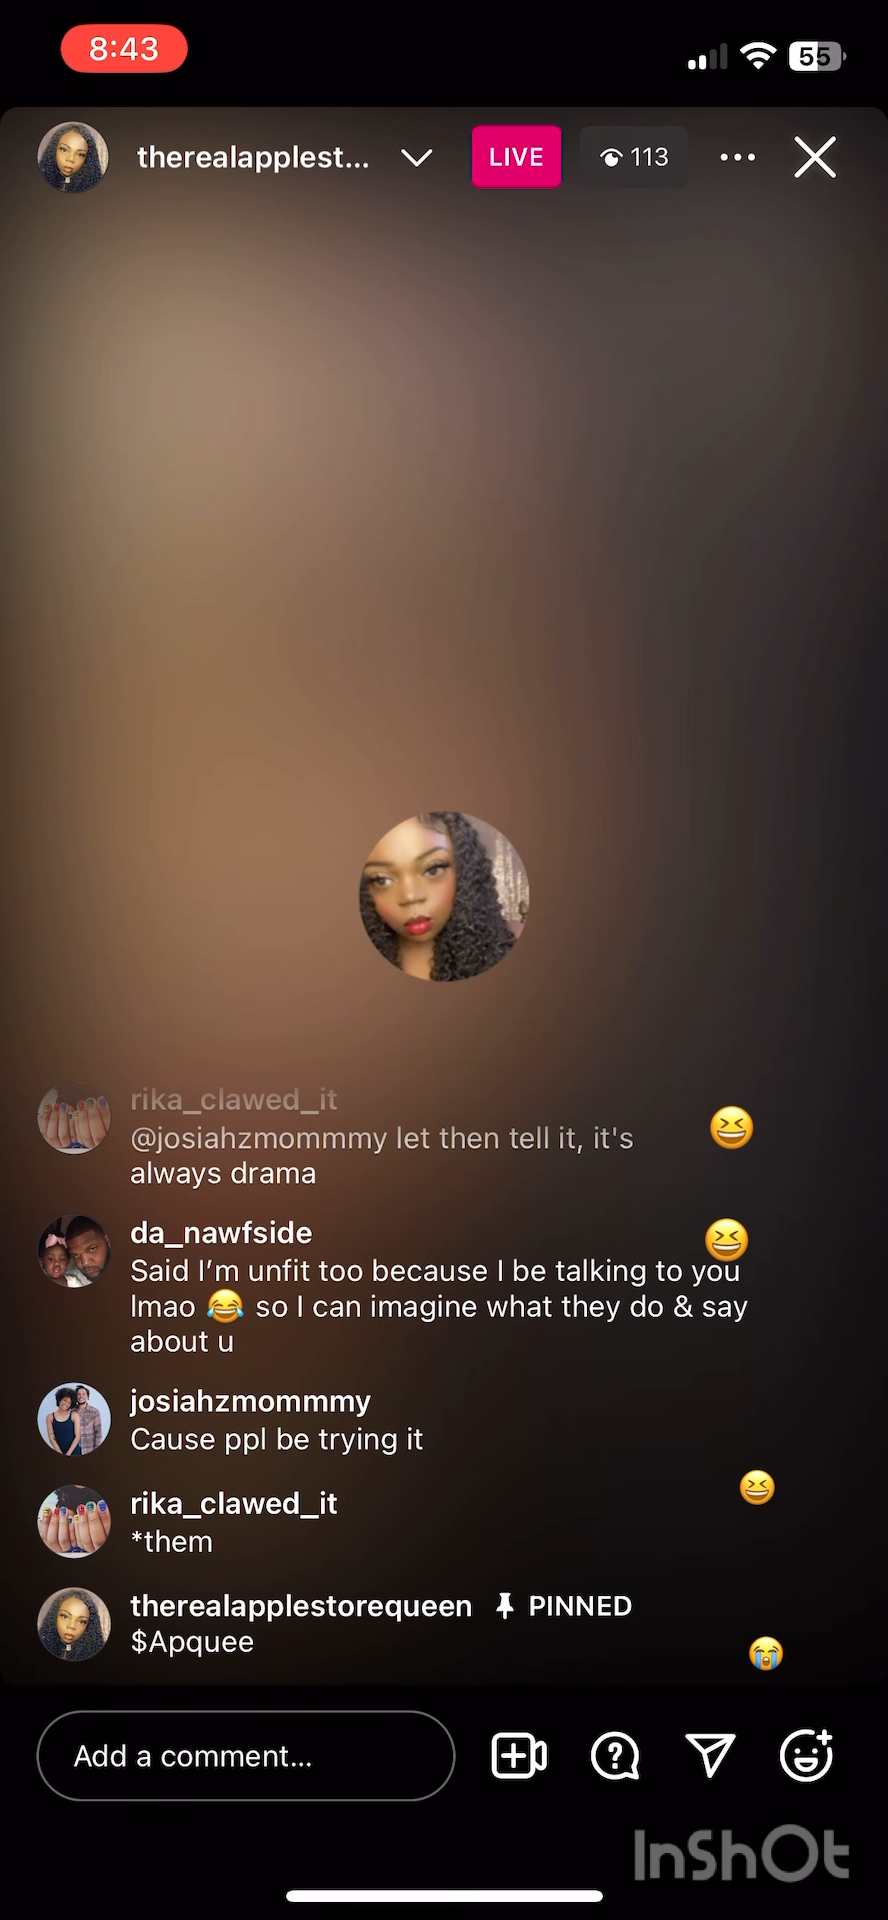 8:43
55
therealapplest...
LIVE
113
rika_clawed_it
@josiahzmommmy let then tell it, it's
always drama
da_nawfside
Said I’m unfit too because I be talking to you
lmao 😂 so I can imagine what they do & say
about u
josiahzmommmy
Cause ppl be trying it
rika_clawed_it
*them
therealapplestorequeen PINNED
$Apquee
Add a comment...
InShOt